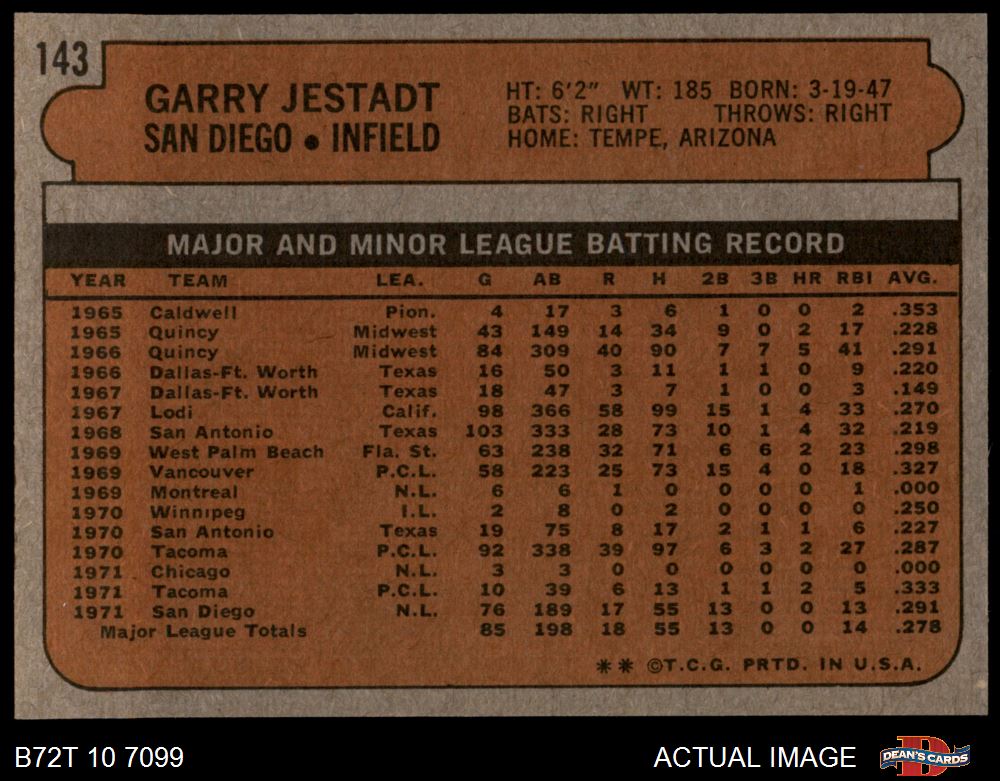 143
GARRY JESTADT
SAN DIEGO • INFIELD
HT: 6'2" WT: 185 BORN: 3-19-47
BATS: RIGHT THROWS: RIGHT
HOME: TEMPE, ARIZONA
MAJOR AND MINOR LEAGUE BATTING RECORD
YEAR TEAM LEA. G AB R H 2B 3B HR RBI AVG.
1965 Caldwell Pion. 4 17 3 6 1 0 0 2 .353
1965 Quincy Midwest 43 149 14 34 9 0 2 17 .228
1966 Quincy Midwest 84 309 40 90 7 7 5 41 .291
1966 Dallas-Ft. Worth Texas 16 50 3 11 1 1 0 9 .220
1967 Dallas-Ft. Worth Texas 18 47 3 7 1 0 0 3 .149
1967 Lodi Calif. 98 366 58 99 15 1 4 33 .270
1968 San Antonio Texas 103 333 28 73 10 1 4 32 .219
1969 West Palm Beach Fla. St. 63 238 32 71 6 6 2 23 .298
1969 Vancouver P.C.L. 58 223 25 73 15 4 0 18 .327
1969 Montreal N.L. 6 6 1 0 0 0 0 1 .000
1970 Winnipeg I.L. 2 8 0 2 0 0 0 0 .250
1970 San Antonio Texas 19 75 8 17 2 1 1 6 .227
1970 Tacoma P.C.L. 92 338 39 97 6 3 2 27 .287
1971 Chicago N.L. 3 3 0 0 0 0 0 0 .000
1971 Tacoma P.C.L. 10 39 6 13 1 1 2 5 .333
1971 San Diego N.L. 76 189 17 55 13 0 0 13 .291
Major League Totals 85 198 18 55 13 0 0 14 .278
** ©T.C.G. PRTD. IN U.S.A.
B72T 10 7099
ACTUAL IMAGE
DEAN'S CARDS